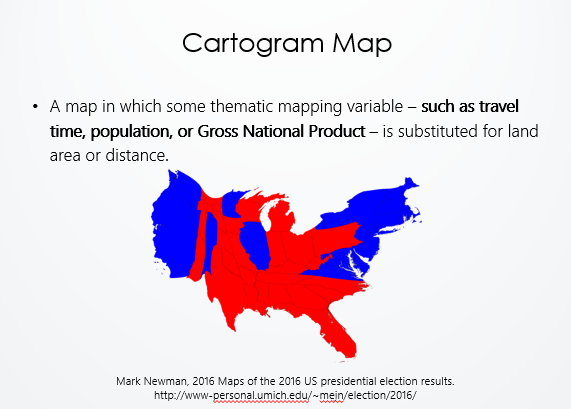 Cartogram Map
• A map in which some thematic mapping variable – such as travel
time, population, or Gross National Product – is substituted for land
area or distance.
Mark Newman, 2016 Maps of the 2016 US presidential election results.
http://www-personal.umich.edu/~mejn/election/2016/